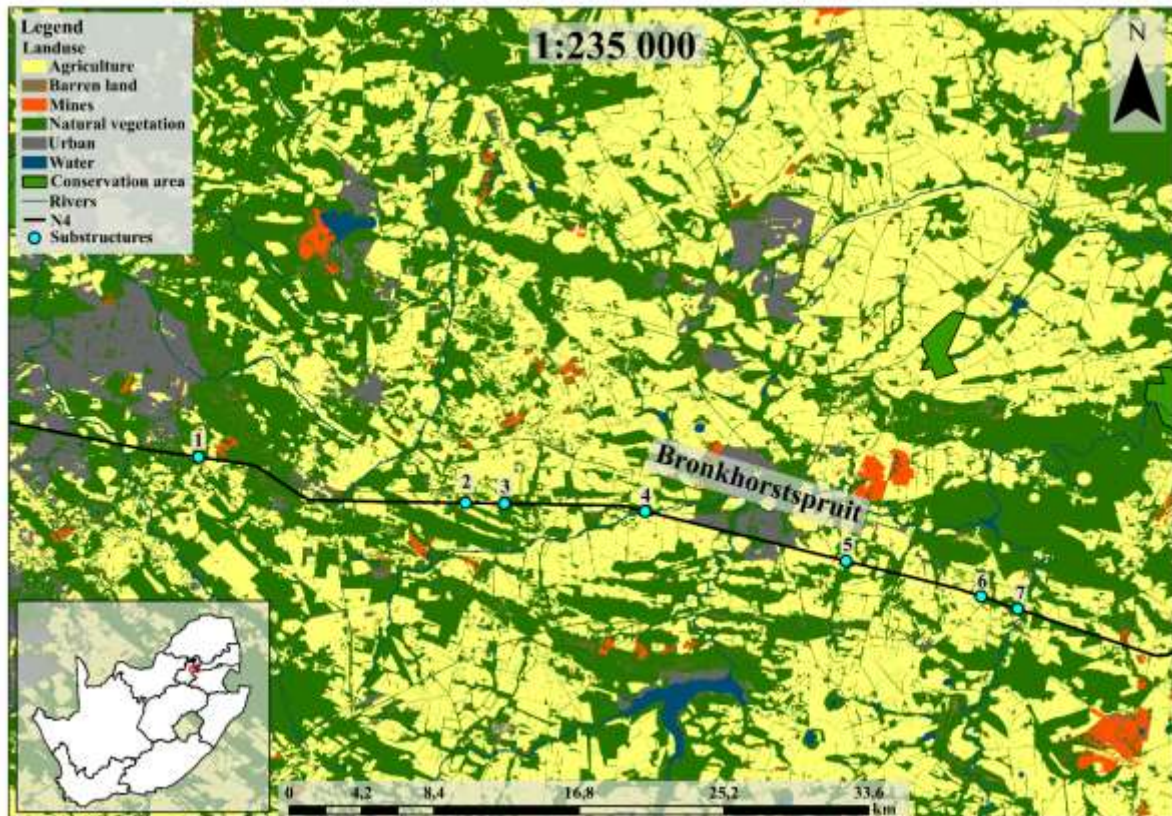 Legend
Landuse
Agriculture
Barren land
Mines
Natural vegetation
Urban
Water
Conservation area
Rivers
N4
Substructures
1:235 000
N
1
2
3
4
Bronkhorstspruit
5
6
7
0 4,2 8,4 16,8 25,2 33,6
km